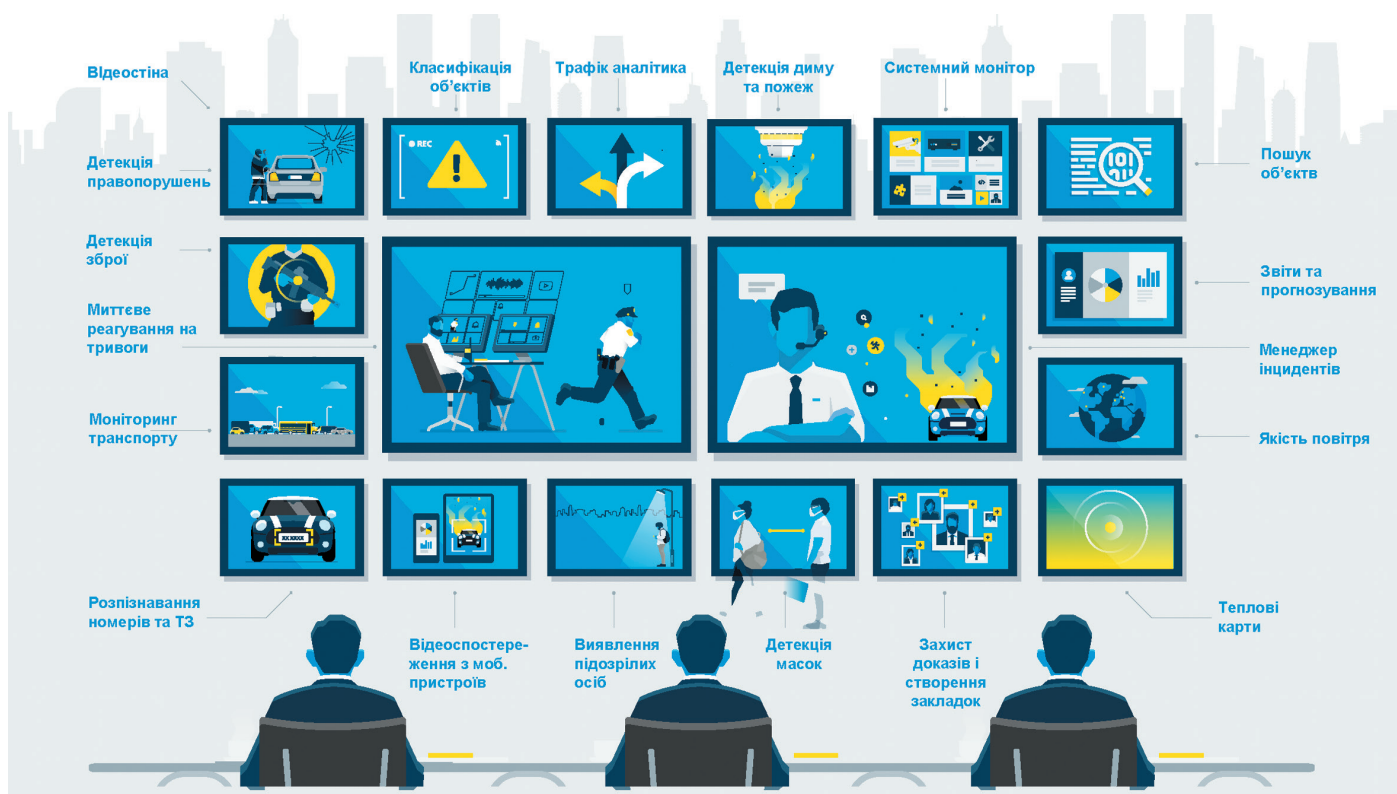 ВІдеостіна
Класифікація
об’єктів
Трафік аналітика
Детекція диму
та пожеж
Системний монітор
Детекція
правопорушень
REC
Пошук
об’єктв
Детекція
зброї
Звіти та
прогнозування
Миттєве
реагування на
тривоги
Менеджер
інцидентів
Моніторинг
транспорту
Якість повітря
XX XXXX
Розпізнавання
номерів та ТЗ
Відеоспостере-
ження з моб.
пристроїв
Виявлення
підозрілих
осіб
Детекція
масок
Захист
доказів і
створення
закладок
Теплові
карти